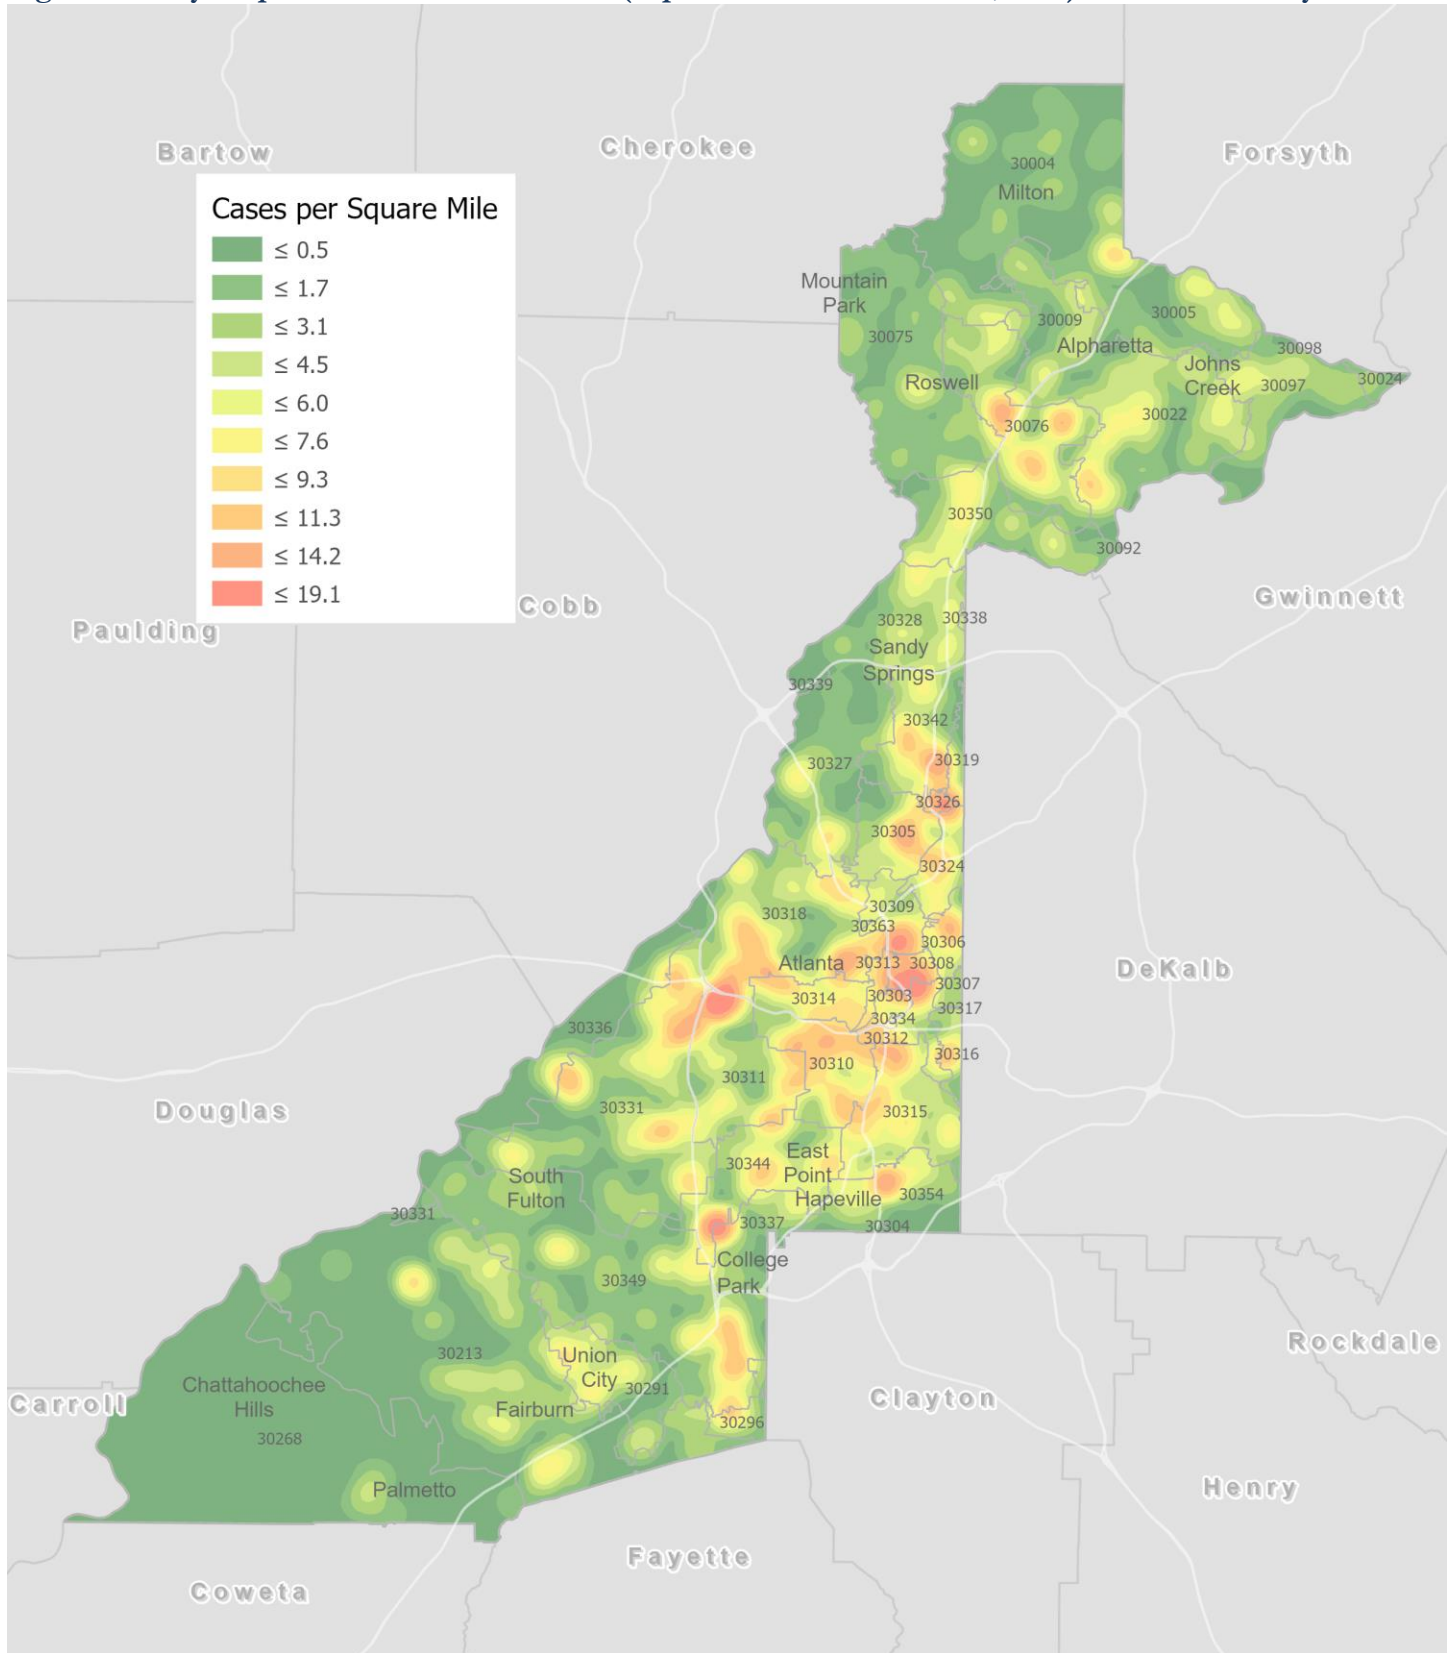 Bartow
Cherokee
Forsyth
Cases per Square Mile
≤ 0.5
≤ 1.7
≤ 3.1
≤ 4.5
≤ 6.0
≤ 7.6
≤ 9.3
≤ 11.3
≤ 14.2
≤ 19.1
30004
Milton
Mountain
Park
30075
30009
30005
Alpharetta
30098
Johns
Creek
30097
30024
Roswell
30076
30022
30350
30092
Gwinnett
Cobb
Paulding
30328
30338
Sandy
Springs
30339
30342
30327
30319
30326
30305
30324
30309
30318
30363
30306
Atlanta
30313
30308
30307
30314
30303
30317
30334
30336
30312
30316
30310
30311
30331
30315
DeKalb
Douglas
East
Point
30344
South
Fulton
Hapeville
30354
30331
30337
30304
College
Park
30349
30213
Union
City
30291
Chattahoochee
Hills
30268
Fairburn
30296
Palmetto
Carroll
Clayton
Rockdale
Henry
Fayette
Coweta